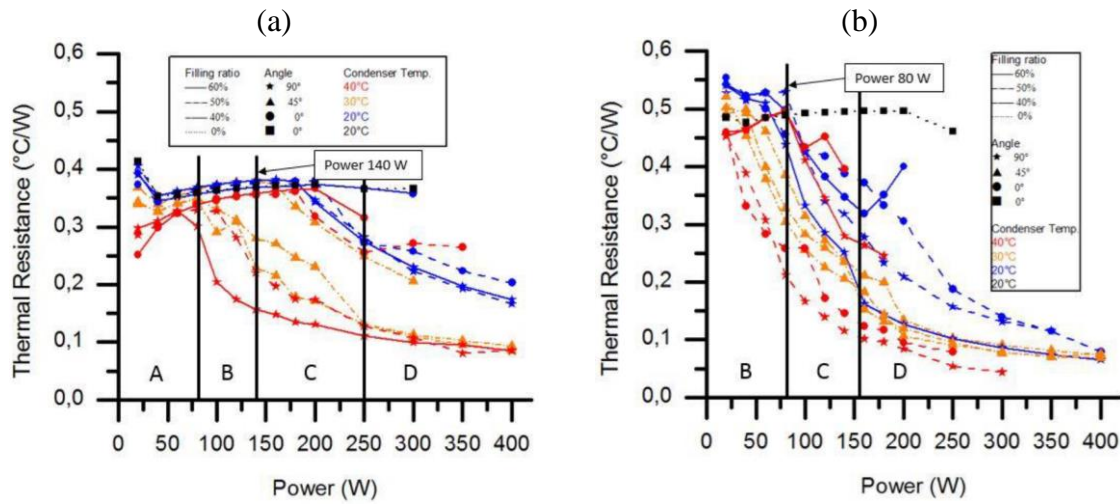 (a)
(b)
0,6
0,5
0,4
0,3
0,2
0,1
0,0
Thermal Resistance (°C/W)
Filling ratio Angle Condenser Temp.
60% 90° 40°C
50% 45° 30°C
40% 0° 20°C
0% 0° 20°C
Power 140 W
A B C D
0 50 100 150 200 250 300 350 400
Power (W)
0,6
0,5
0,4
0,3
0,2
0,1
0,0
Thermal Resistance (°C/W)
Power 80 W
Filling ratio
60%
50%
40%
0%
Angle
90°
45°
0°
0°
Condenser Temp.
40°C
30°C
20°C
20°C
B C D
0 50 100 150 200 250 300 350 400
Power (W)